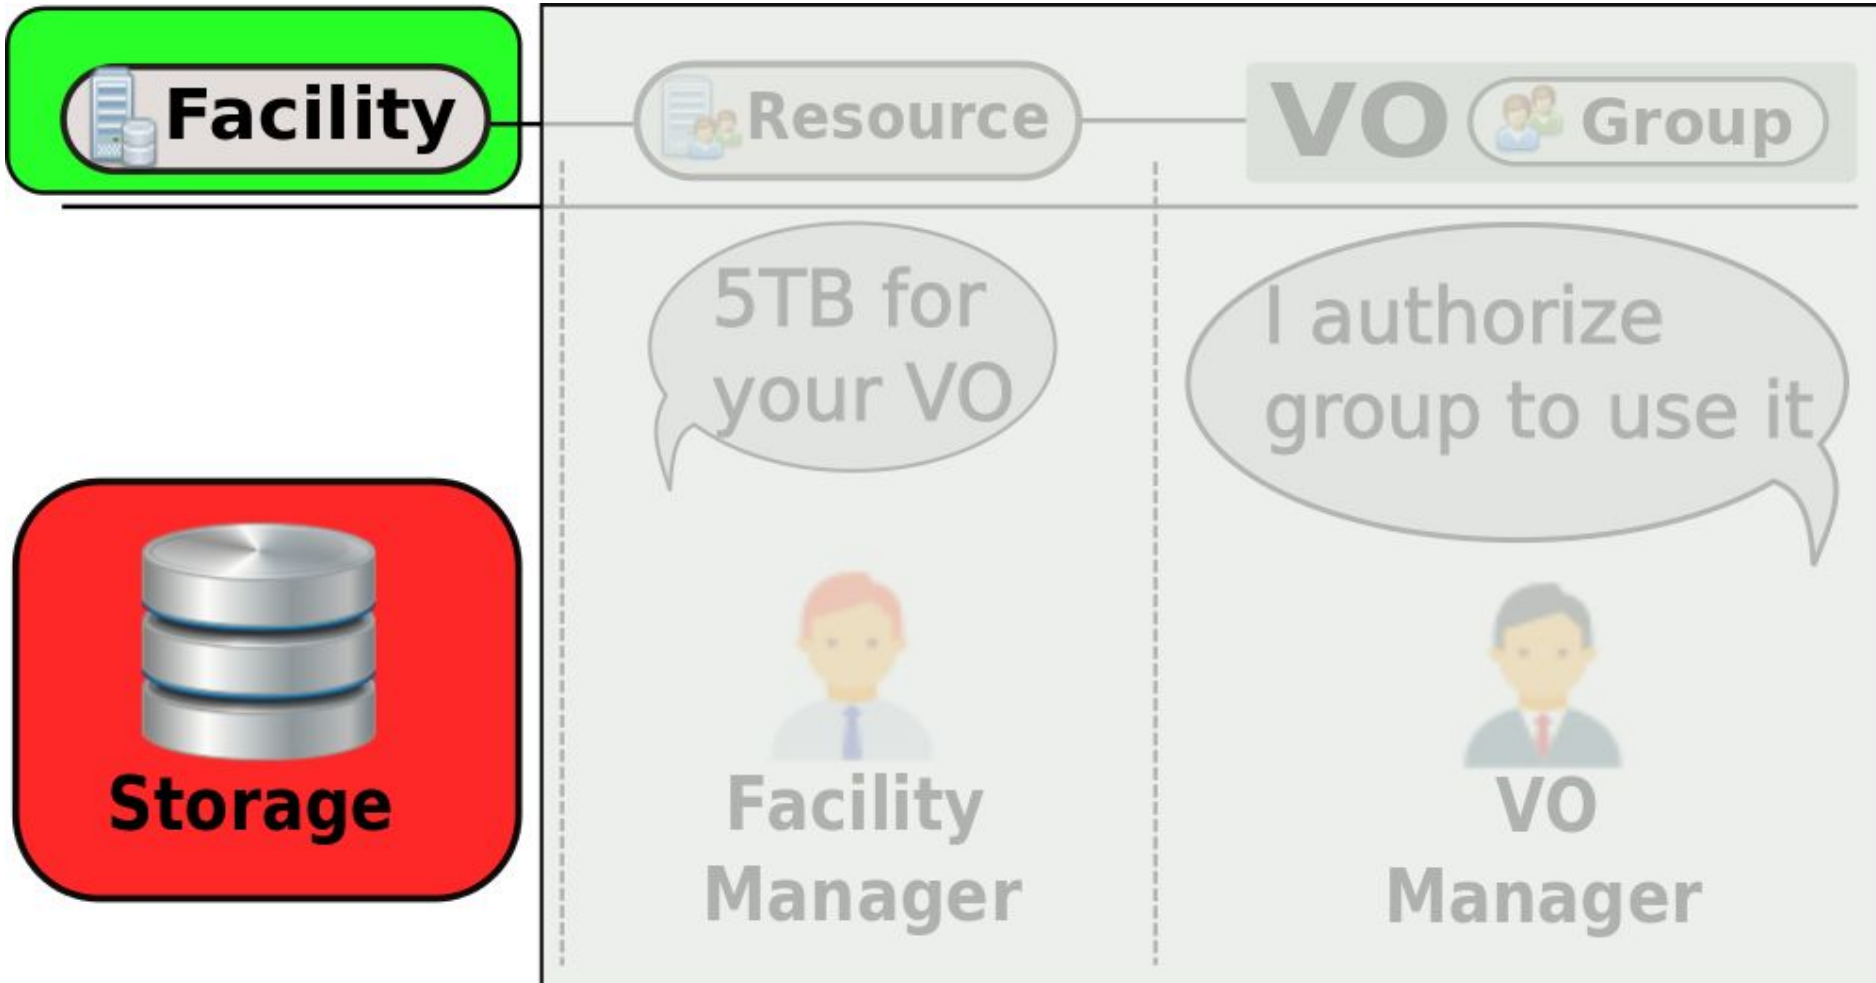 Facility
Resource
VO
Group
5TB for
your VO
I authorize
group to use it
Storage
Facility
Manager
VO
Manager